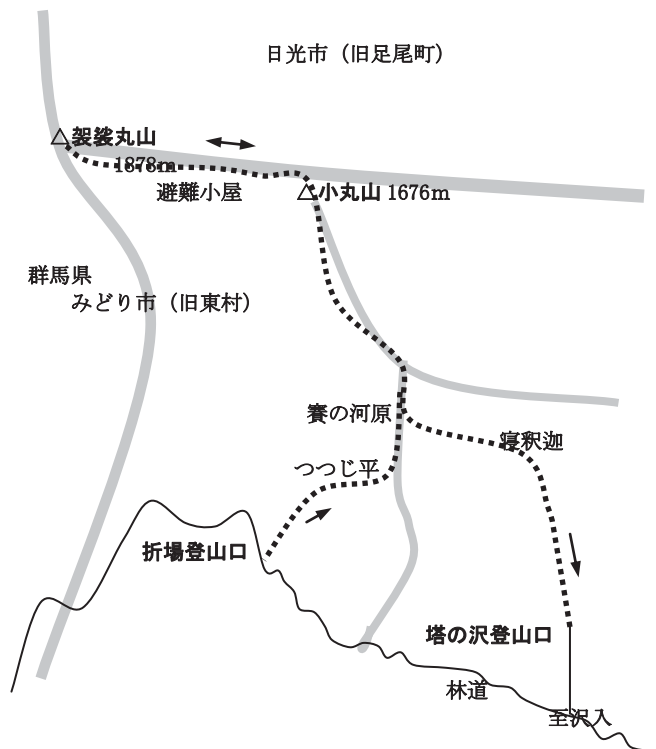 日光市（旧足尾町）
△袈裟丸山
1878m
避難小屋
△小丸山 1676m
群馬県
みどり市（旧東村）
賽の河原
寝釈迦
つつじ平
折場登山口
塔の沢登山口
林道
至沢入